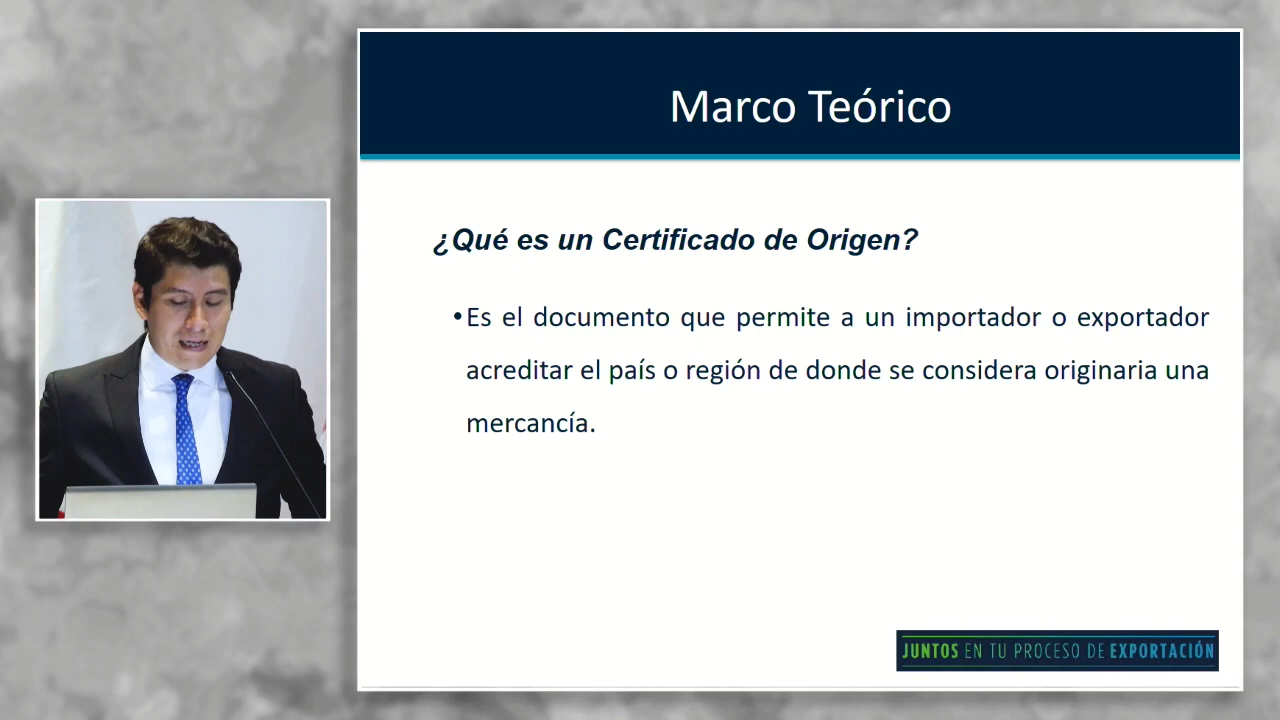 Marco Teórico
¿Qué es un Certificado de Origen?
•Es el documento que permite a un importador o exportador
acreditar el país o región de donde se considera originaria una
mercancía.
JUNTOS EN TU PROCESO DE EXPORTACIÓN